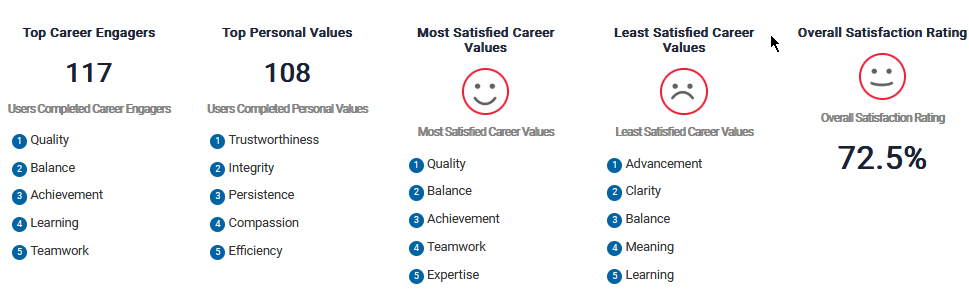 Top Career Engagers
117
Users Completed Career Engagers
1 Quality
2 Balance
3 Achievement
4 Learning
5 Teamwork
Top Personal Values
108
Users Completed Personal Values
1 Trustworthiness
2 Integrity
3 Persistence
4 Compassion
5 Efficiency
Most Satisfied Career
Values
Most Satisfied Career Values
1 Quality
2 Balance
3 Achievement
4 Teamwork
5 Expertise
Least Satisfied Career
Values
Least Satisfied Career Values
1 Advancement
2 Clarity
3 Balance
4 Meaning
5 Learning
Overall Satisfaction Rating
Overall Satisfaction Rating
72.5%